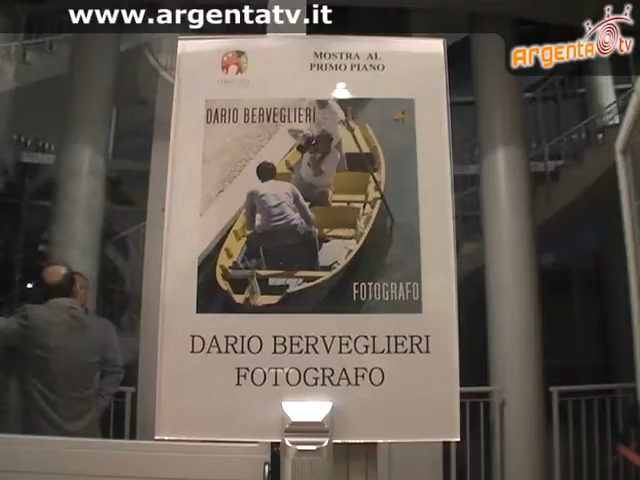 www.argentatv.it
ARGENTA tv
MOSTRA AL
PRIMO PIANO
DARIO BERVEGLIERI
FOTOGRAFO
DARIO BERVEGLIERI
FOTOGRAFO